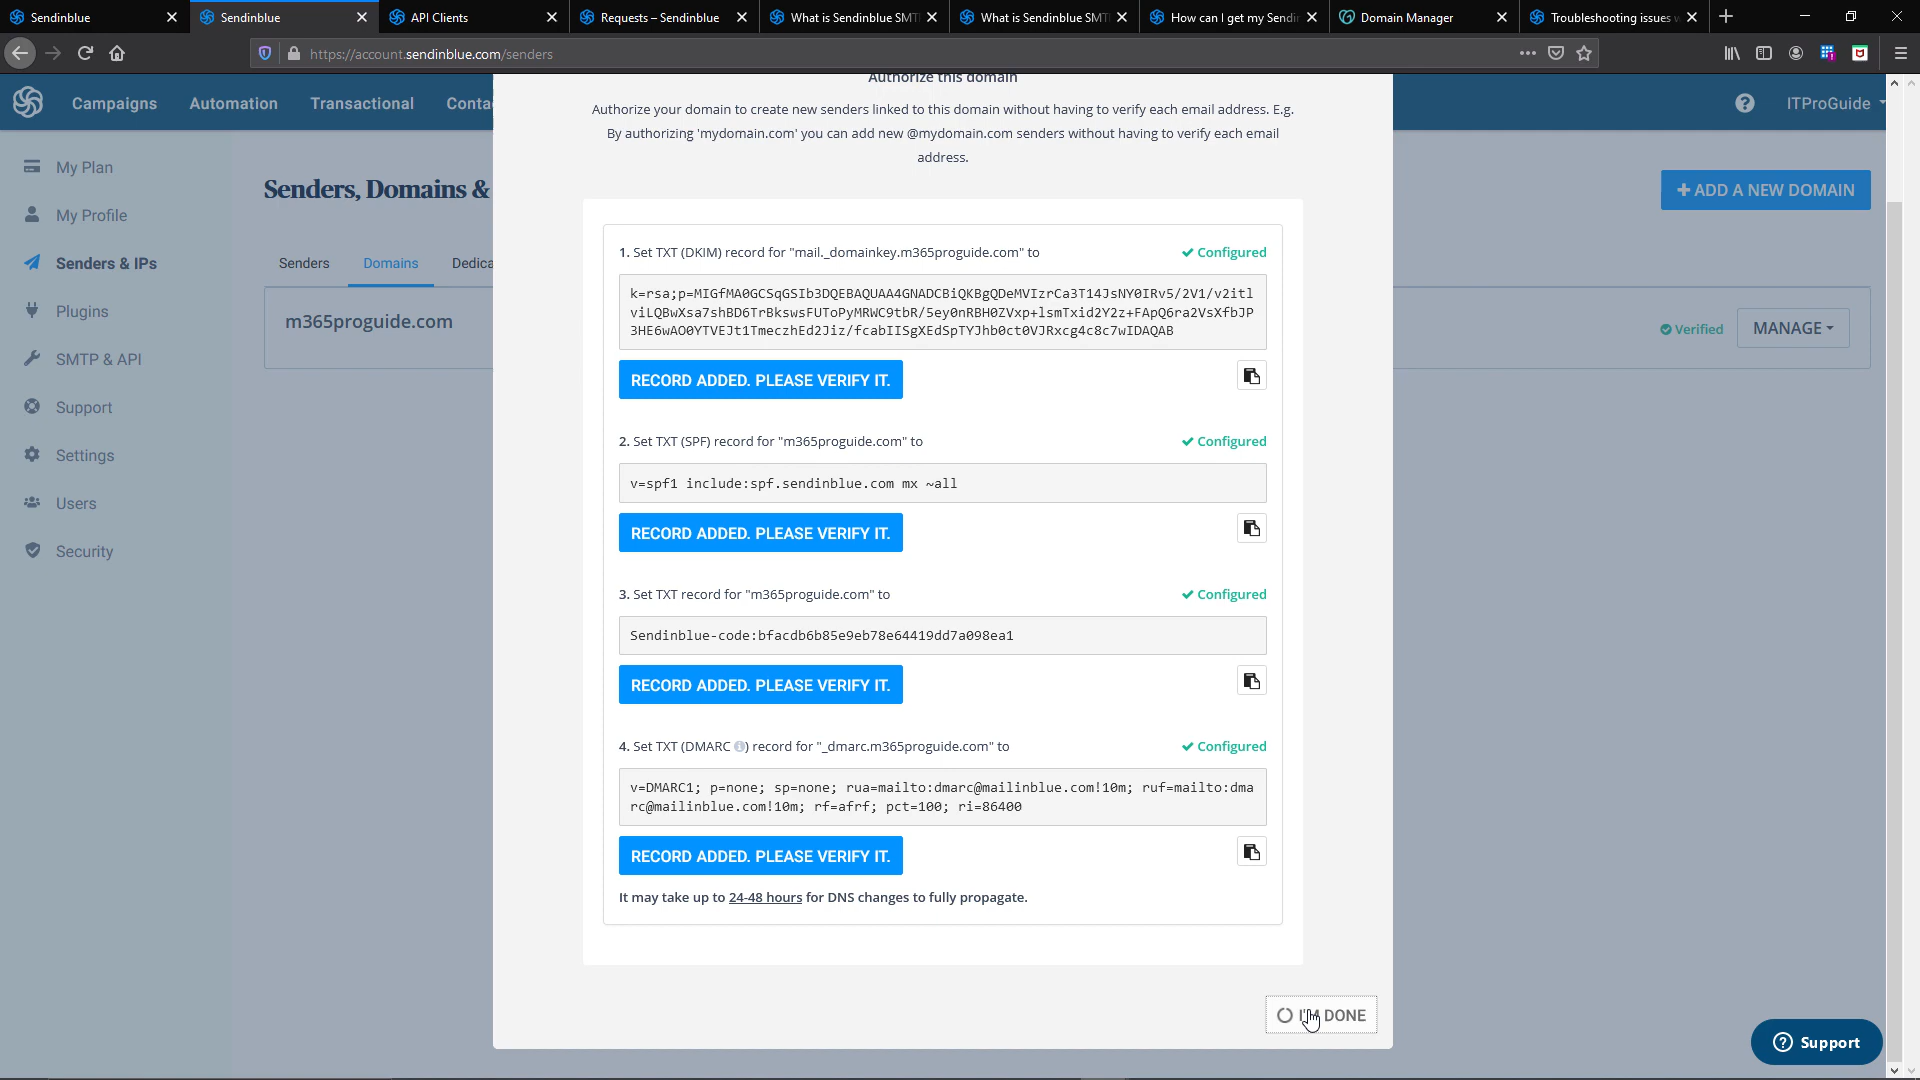 Sendinblue
Sendinblue
API Clients
Requests – Sendinblue
What is Sendinblue SMT
What is Sendinblue SMT
How can I get my Sendin
Domain Manager
Troubleshooting issues w
https://account.sendinblue.com/senders
Campaigns
Automation
Transactional
Conta
ITProGuide
My Plan
My Profile
Senders & IPs
Plugins
SMTP & API
Support
Settings
Users
Security
Senders, Domains &
+ ADD A NEW DOMAIN
Senders
Domains
Dedica
m365proguide.com
Verified
MANAGE
Authorize this domain
Authorize your domain to create new senders linked to this domain without having to verify each email address. E.g.
By authorizing 'mydomain.com' you can add new @mydomain.com senders without having to verify each email
address.
1. Set TXT (DKIM) record for "mail._domainkey.m365proguide.com" to
Configured
k=rsa;p=MIGfMA0GCSqGSIb3DQEBAQUAA4GNADCBiQKBgQDeMVIzrCa3T14JsNY0IRv5/2V1/v2itl
viLQBwXsa7shBD6TrBkswsFUToPyMRWC9tbR/5ey0nRBH0ZVxp+lsmTxid2Y2z+FApQ6ra2VsXfbJP
3HE6wAO0YTVEJt1TmeczhEd2Jiz/fcabIISgXEdSpTYJhb0ct0VJRxcg4c8c7wIDAQAB
RECORD ADDED. PLEASE VERIFY IT.
2. Set TXT (SPF) record for "m365proguide.com" to
Configured
v=spf1 include:spf.sendinblue.com mx ~all
RECORD ADDED. PLEASE VERIFY IT.
3. Set TXT record for "m365proguide.com" to
Configured
Sendinblue-code:bfacdb6b85e9eb78e64419dd7a098ea1
RECORD ADDED. PLEASE VERIFY IT.
4. Set TXT (DMARC ) record for "_dmarc.m365proguide.com" to
Configured
v=DMARC1; p=none; sp=none; rua=mailto:dmarc@mailinblue.com!10m; ruf=mailto:dma
rc@mailinblue.com!10m; rf=afrf; pct=100; ri=86400
RECORD ADDED. PLEASE VERIFY IT.
It may take up to 24-48 hours for DNS changes to fully propagate.
I'M DONE
Support